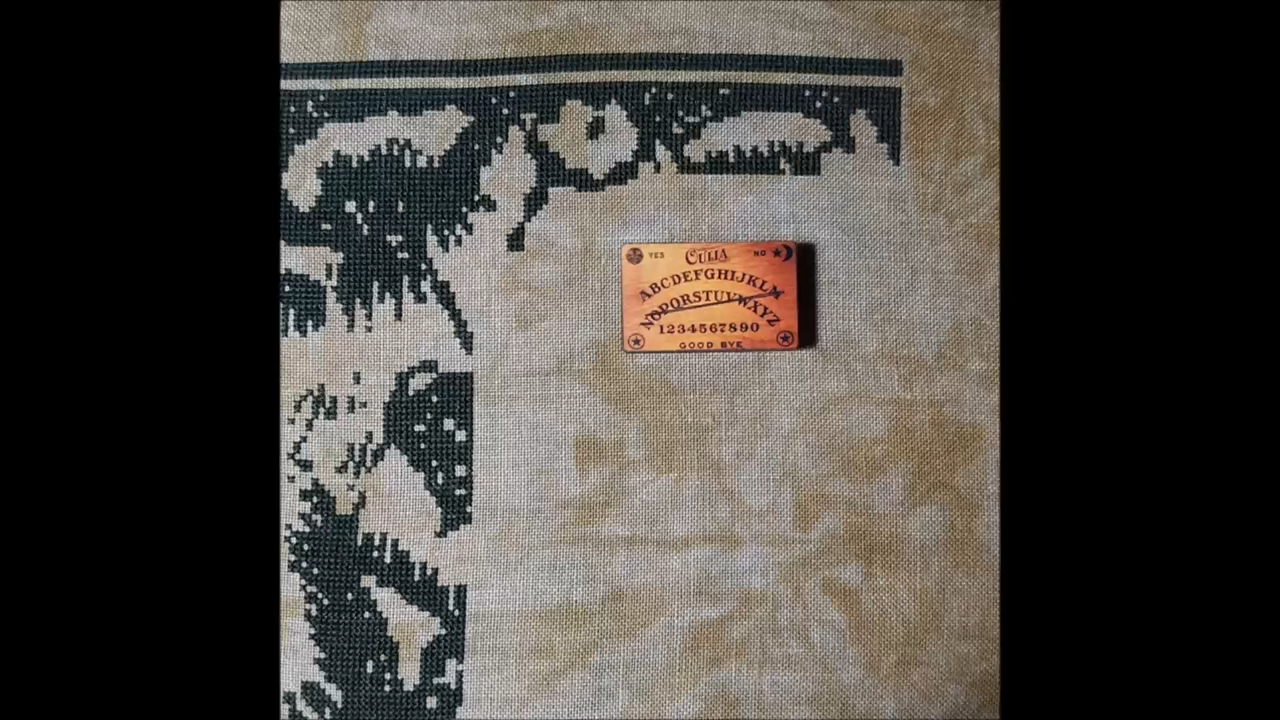 YES OUIJA NO
ABCDEFGHIJKLM
NOPQRSTUVWXYZ
1234567890
GOOD BYE